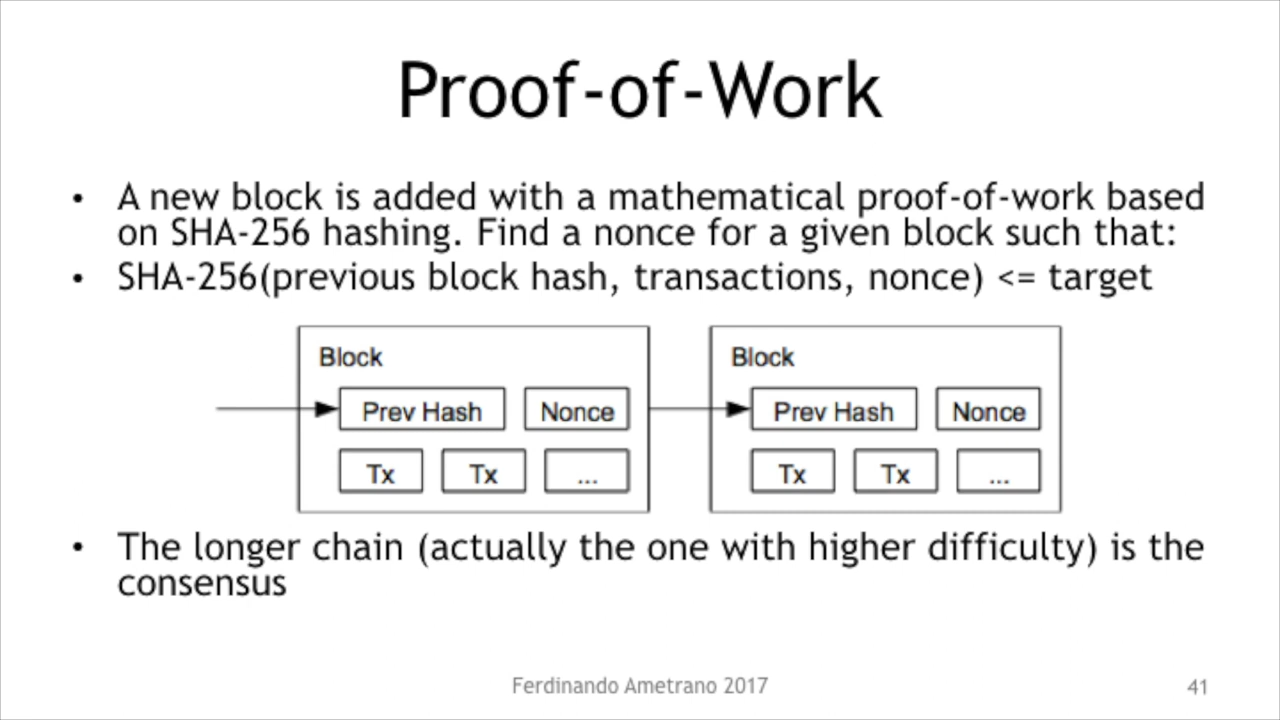 Proof-of-Work
• A new block is added with a mathematical proof-of-work based
on SHA-256 hashing. Find a nonce for a given block such that:
• SHA-256(previous block hash, transactions, nonce) <= target
Block
Prev Hash Nonce
Tx Tx ...
Block
Prev Hash Nonce
Tx Tx ...
• The longer chain (actually the one with higher difficulty) is the
consensus
Ferdinando Ametrano 2017
41